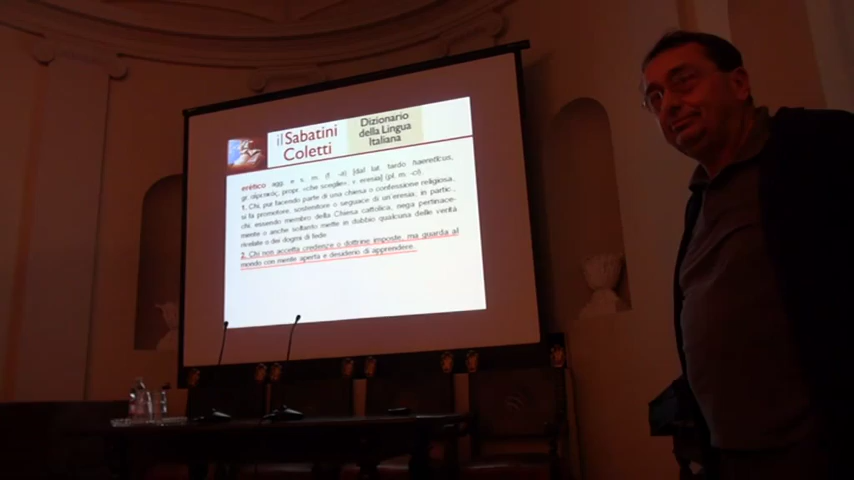 il Sabatini
Coletti
Dizionario
della Lingua
Italiana
eretico agg. e s. m. (f. -a) [dal lat. tardo haereticus,
gr. propr. «che sceglie», v. eresia] (pl. m. -ci).
1. Chi, pur facendo parte di una chiesa o confessione religiosa,
si fa promotore, sostenitore o seguace di un'eresia; in partic.,
chi, essendo membro della Chiesa cattolica, nega pertinace-
mente o anche soltanto mette in dubbio qualcuna delle verità
rivelate o dei dogmi di fede.
2. Chi non accetta credenze o dottrine imposte, ma guarda al
mondo con mente aperta e desiderio di apprendere.